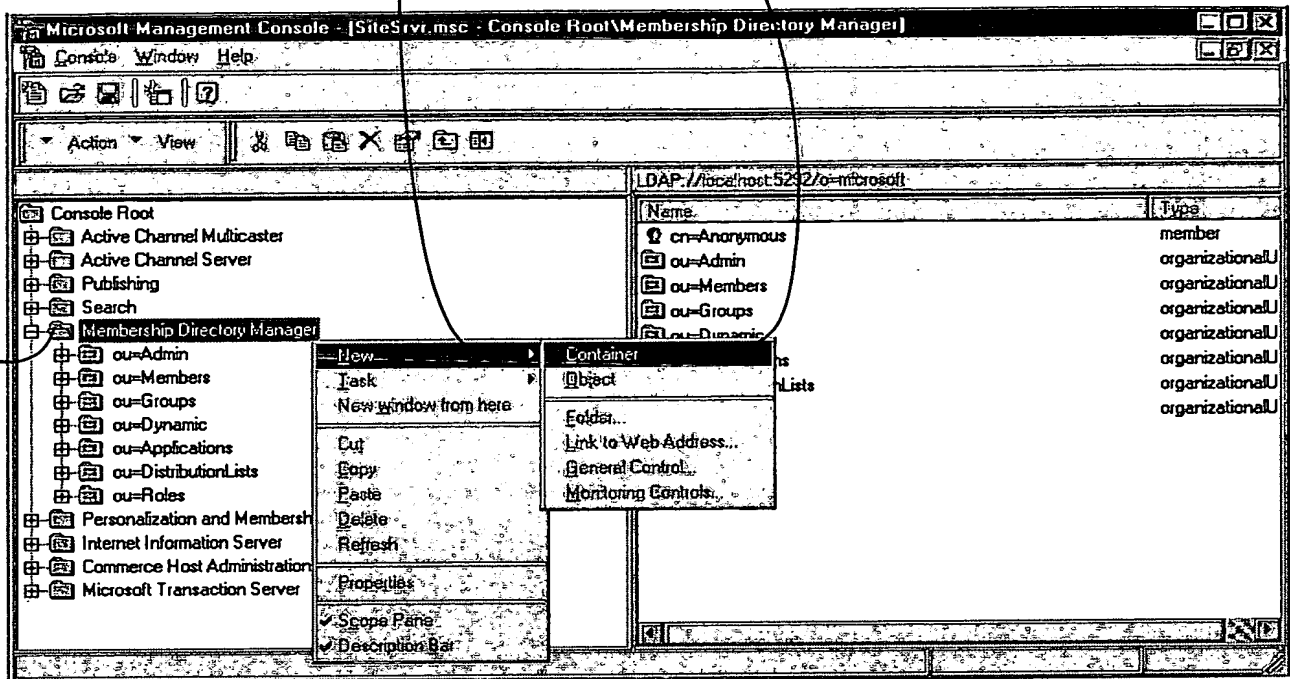 Microsoft Management Console - [SiteSrvr.msc - Console Root\Membership Directory Manager]
Console Window Help
Action View
LDAP://localhost:5292/o=microsoft
Console Root
Active Channel Multicaster
Active Channel Server
Publishing
Search
Membership Directory Manager
ou=Admin
ou=Members
ou=Groups
ou=Dynamic
ou=Applications
ou=DistributionLists
ou=Roles
Personalization and Membersh
Internet Information Server
Commerce Host Administration
Microsoft Transaction Server
New
Task
New window from here
Cut
Copy
Paste
Delete
Refresh
Properties
Scope Pane
Description Bar
Container
Object
Folder...
Link to Web Address...
General Control...
Monitoring Controls...
Name Type
cn=Anonymous member
ou=Admin organizationalU
ou=Members organizationalU
ou=Groups organizationalU
ou=Dynamic organizationalU
ns organizationalU
nLists organizationalU
organizationalU